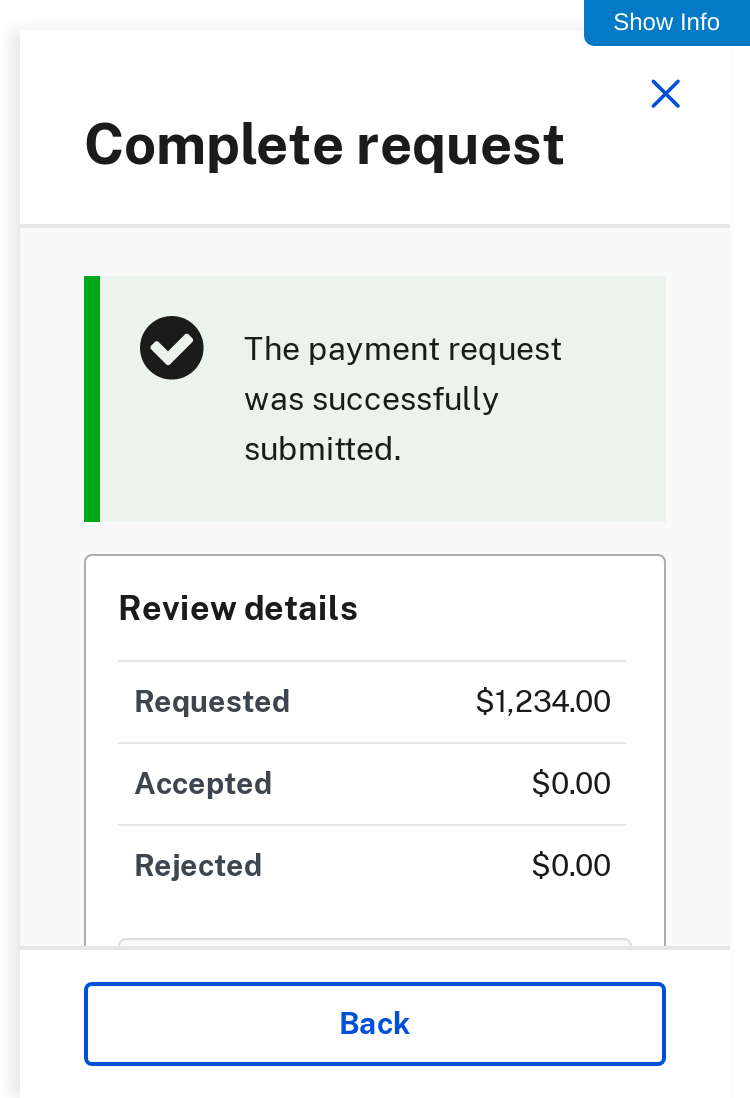 Show Info
Complete request
The payment request
was successfully
submitted.
Review details
Requested $1,234.00
Accepted $0.00
Rejected $0.00
Back